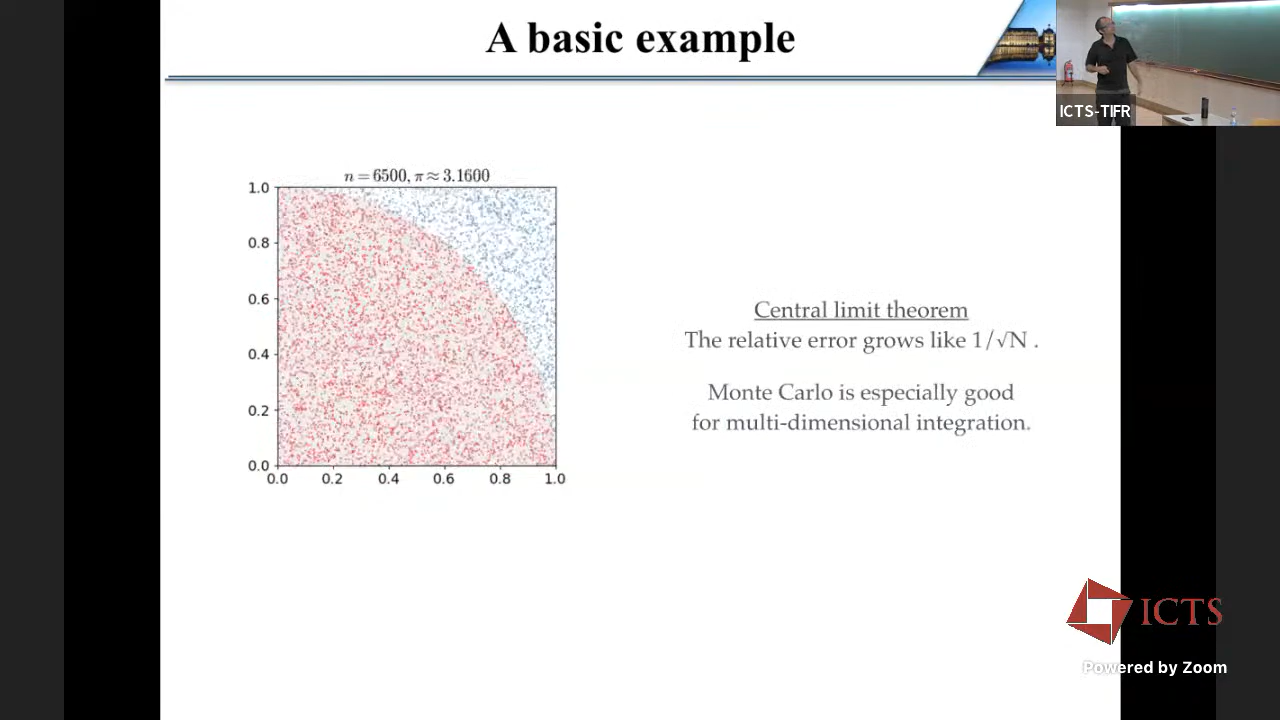 A basic example
ICTS-TIFR
n = 6500, π ≈ 3.1600
1.0
0.8
0.6
0.4
0.2
0.0
0.0 0.2 0.4 0.6 0.8 1.0
Central limit theorem
The relative error grows like 1/√N .
Monte Carlo is especially good
for multi-dimensional integration.
ICTS
Powered by Zoom